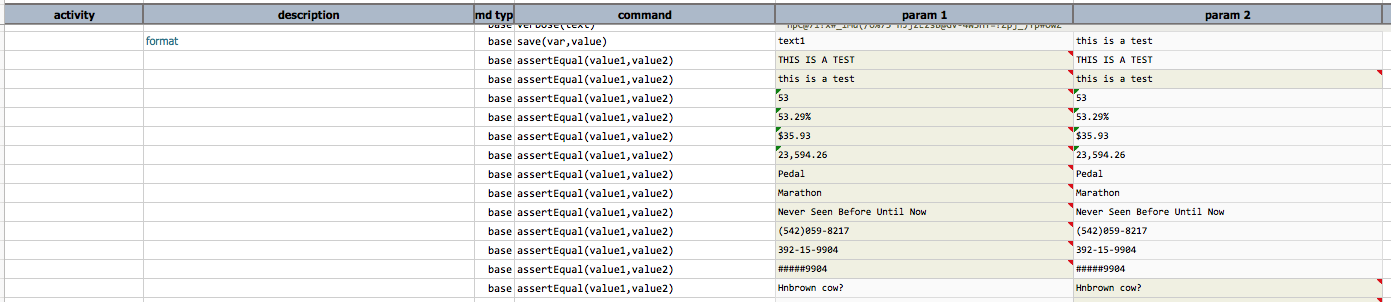 activity description md typ command param 1 param 2
format base save(var,value) text1 this is a test
base assertEqual(value1,value2) THIS IS A TEST THIS IS A TEST
base assertEqual(value1,value2) this is a test this is a test
base assertEqual(value1,value2) 53 53
base assertEqual(value1,value2) 53.29% 53.29%
base assertEqual(value1,value2) $35.93 $35.93
base assertEqual(value1,value2) 23,594.26 23,594.26
base assertEqual(value1,value2) Pedal Pedal
base assertEqual(value1,value2) Marathon Marathon
base assertEqual(value1,value2) Never Seen Before Until Now Never Seen Before Until Now
base assertEqual(value1,value2) (542)059-8217 (542)059-8217
base assertEqual(value1,value2) 392-15-9904 392-15-9904
base assertEqual(value1,value2) #####9904 #####9904
base assertEqual(value1,value2) Hnbrown cow? Hnbrown cow?